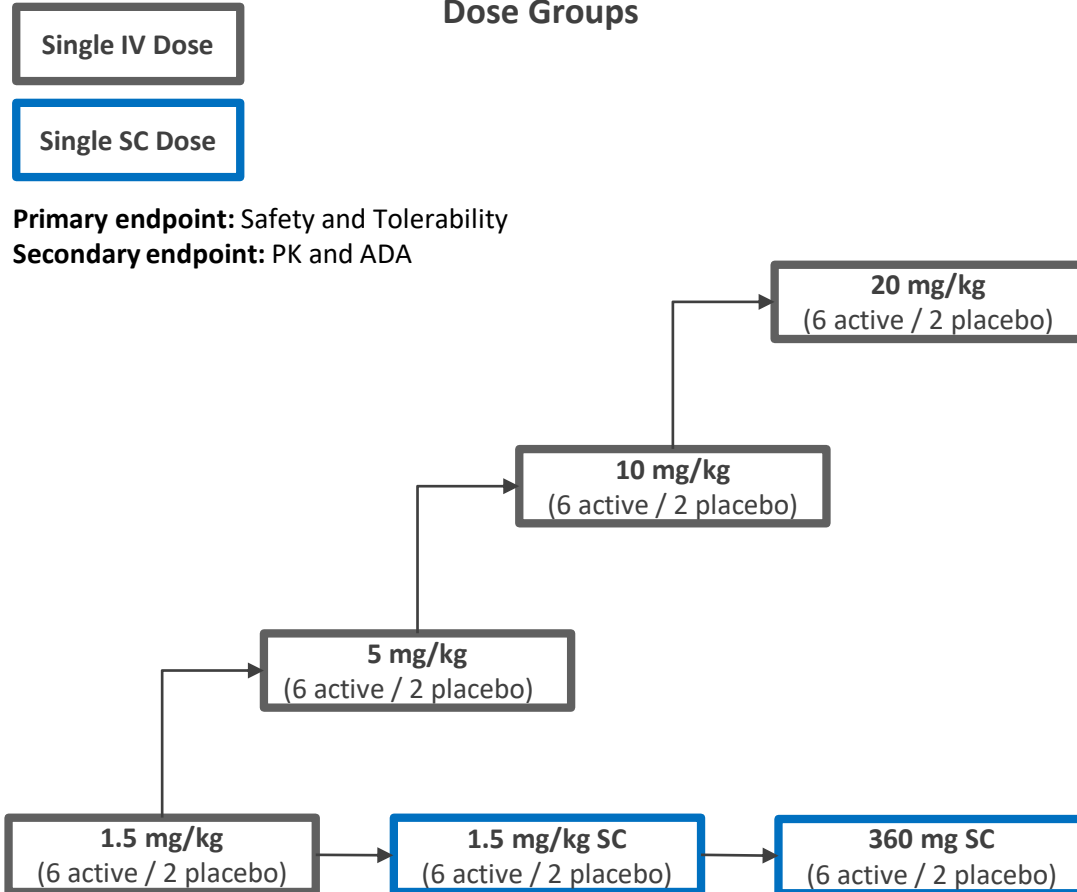 Dose Groups
Single IV Dose
Single SC Dose
Primary endpoint: Safety and Tolerability
Secondary endpoint: PK and ADA
20 mg/kg
(6 active / 2 placebo)
10 mg/kg
(6 active / 2 placebo)
5 mg/kg
(6 active / 2 placebo)
1.5 mg/kg
(6 active / 2 placebo)
1.5 mg/kg SC
(6 active / 2 placebo)
360 mg SC
(6 active / 2 placebo)